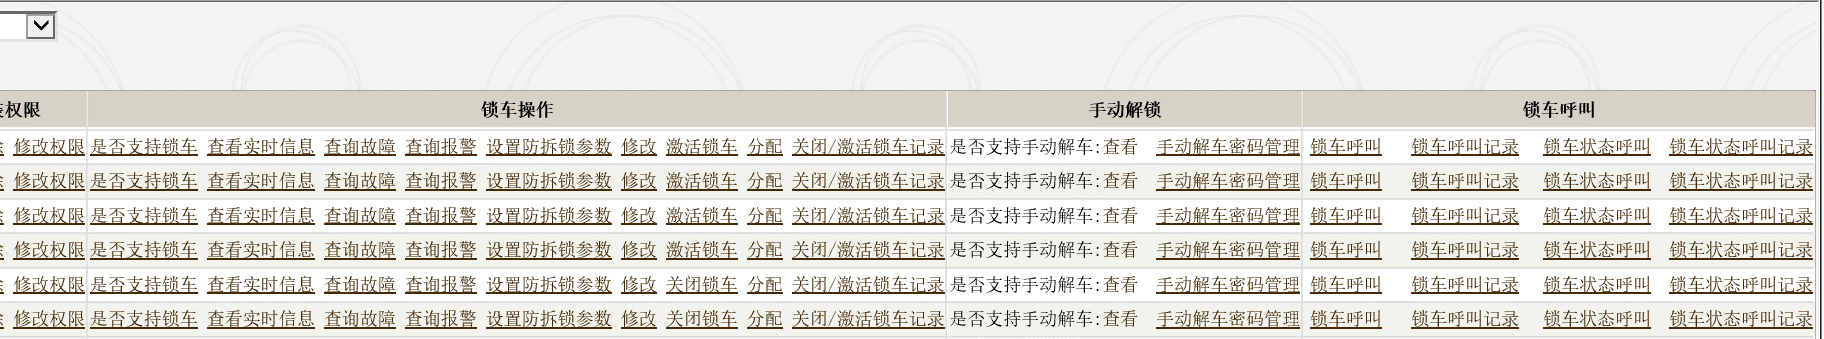 权限 锁车操作 手动解锁 锁车呼叫
修改权限 是否支持锁车 查看实时信息 查询故障 查询报警 设置防拆锁参数 修改 激活锁车 分配 关闭/激活锁车记录 是否支持手动解车:查看 手动解车密码管理 锁车呼叫 锁车呼叫记录 锁车状态呼叫 锁车状态呼叫记录
修改权限 是否支持锁车 查看实时信息 查询故障 查询报警 设置防拆锁参数 修改 激活锁车 分配 关闭/激活锁车记录 是否支持手动解车:查看 手动解车密码管理 锁车呼叫 锁车呼叫记录 锁车状态呼叫 锁车状态呼叫记录
修改权限 是否支持锁车 查看实时信息 查询故障 查询报警 设置防拆锁参数 修改 激活锁车 分配 关闭/激活锁车记录 是否支持手动解车:查看 手动解车密码管理 锁车呼叫 锁车呼叫记录 锁车状态呼叫 锁车状态呼叫记录
修改权限 是否支持锁车 查看实时信息 查询故障 查询报警 设置防拆锁参数 修改 激活锁车 分配 关闭/激活锁车记录 是否支持手动解车:查看 手动解车密码管理 锁车呼叫 锁车呼叫记录 锁车状态呼叫 锁车状态呼叫记录
修改权限 是否支持锁车 查看实时信息 查询故障 查询报警 设置防拆锁参数 修改 关闭锁车 分配 关闭/激活锁车记录 是否支持手动解车:查看 手动解车密码管理 锁车呼叫 锁车呼叫记录 锁车状态呼叫 锁车状态呼叫记录
修改权限 是否支持锁车 查看实时信息 查询故障 查询报警 设置防拆锁参数 修改 关闭锁车 分配 关闭/激活锁车记录 是否支持手动解车:查看 手动解车密码管理 锁车呼叫 锁车呼叫记录 锁车状态呼叫 锁车状态呼叫记录